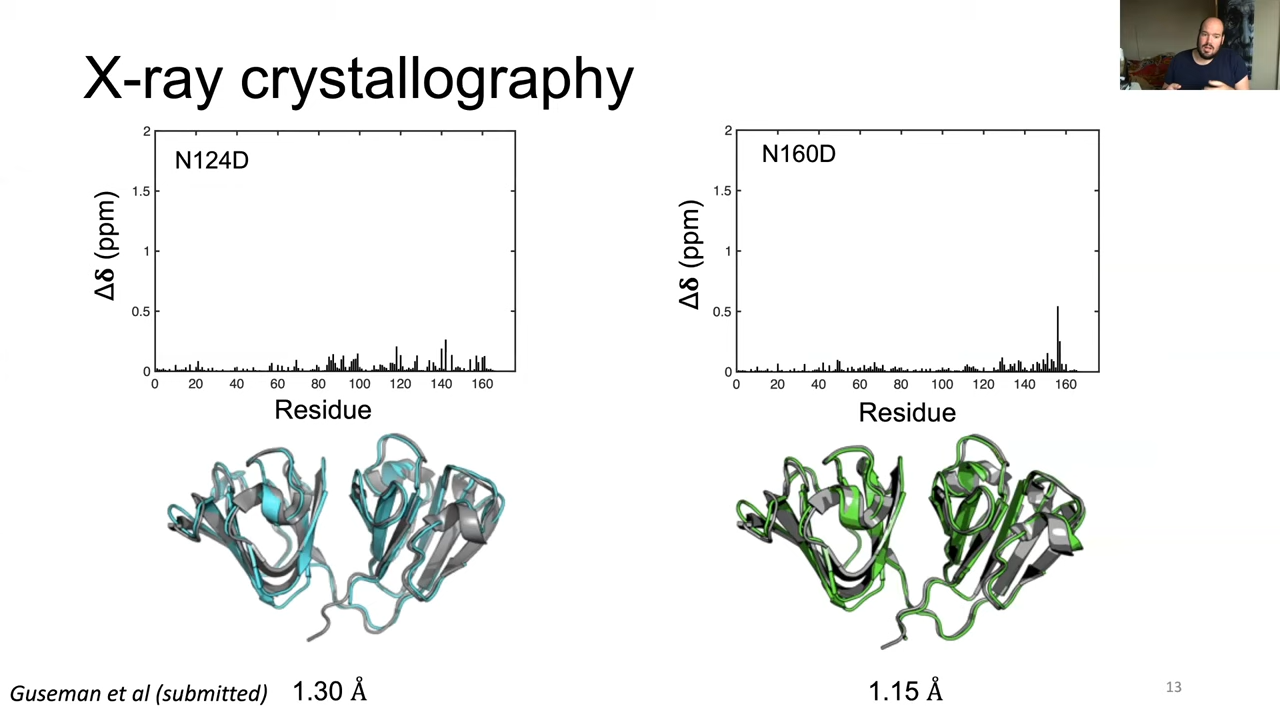 X-ray crystallography
N124D
2
1.5
1
0.5
0
Δδ (ppm)
0 20 40 60 80 100 120 140 160
Residue
N160D
2
1.5
1
0.5
0
Δδ (ppm)
0 20 40 60 80 100 120 140 160
Residue
Guseman et al (submitted)
1.30 Å
1.15 Å
13